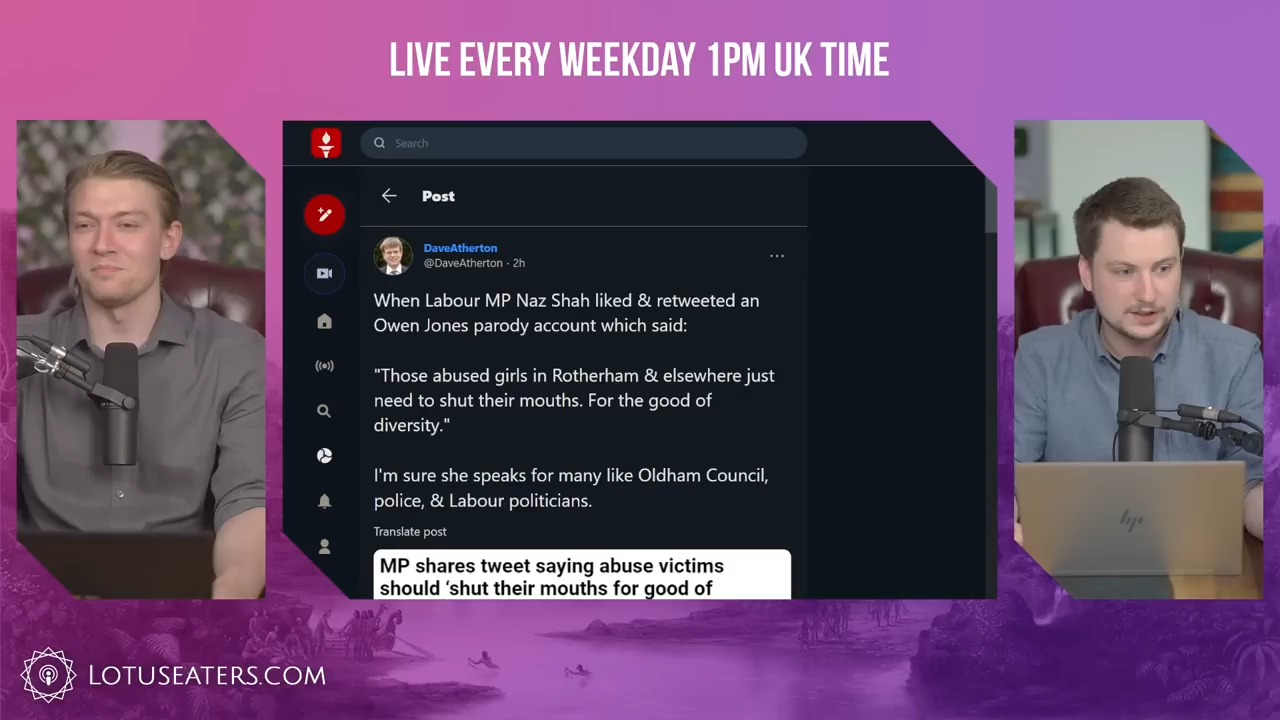 LIVE EVERY WEEKDAY 1PM UK TIME
Search
Post
DaveAtherton
@DaveAtherton · 2h
When Labour MP Naz Shah liked & retweeted an
Owen Jones parody account which said:
"Those abused girls in Rotherham & elsewhere just
need to shut their mouths. For the good of
diversity."
I'm sure she speaks for many like Oldham Council,
police, & Labour politicians.
Translate post
MP shares tweet saying abuse victims
should ‘shut their mouths for good of
hp
LOTUSEATERS.COM